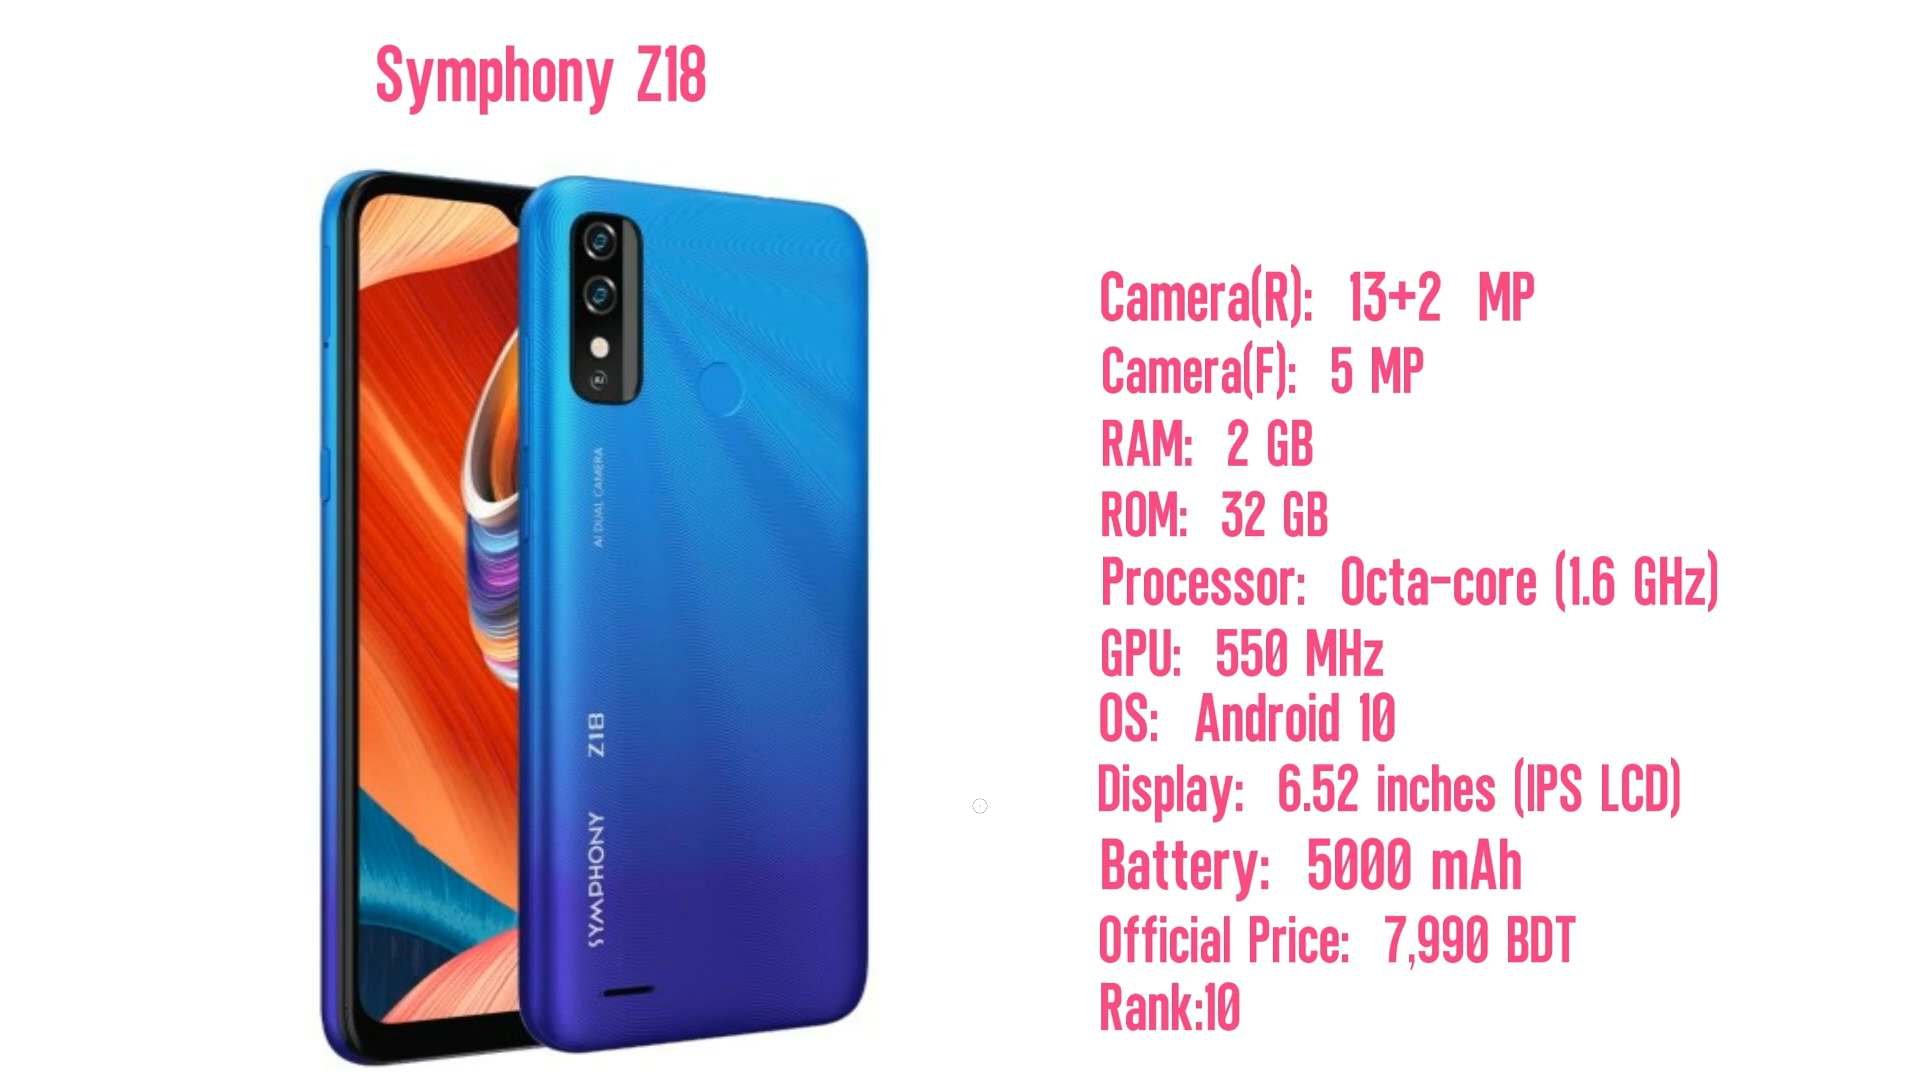 Symphony Z18
AI DUAL CAMERA
Z18
SYMPHONY
Camera(R): 13+2 MP
Camera(F): 5 MP
RAM: 2 GB
ROM: 32 GB
Processor: Octa-core (1.6 GHz)
GPU: 550 MHz
OS: Android 10
Display: 6.52 inches (IPS LCD)
Battery: 5000 mAh
Official Price: 7,990 BDT
Rank:10